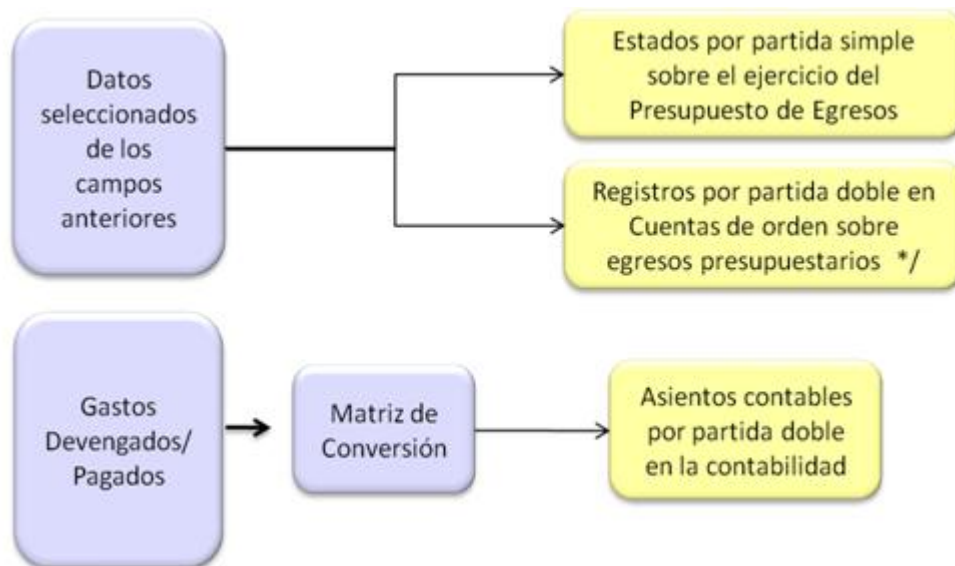 Datos
seleccionados
de los
campos
anteriores
Estados por partida simple
sobre el ejercicio del
Presupuesto de Egresos
Registros por partida doble en
Cuentas de orden sobre
egresos presupuestarios */
Gastos
Devengados/
Pagados
Matriz de
Conversión
Asientos contables
por partida doble
en la contabilidad